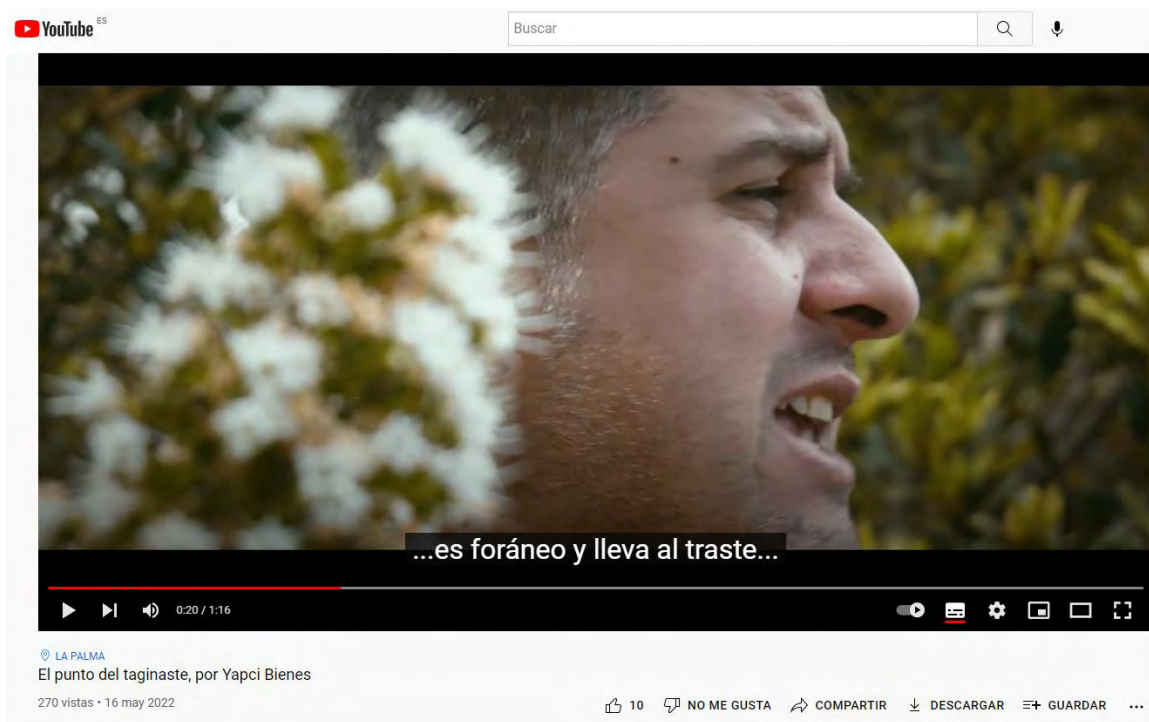 YouTube ES
Buscar
...es foráneo y lleva al traste...
0:20 / 1:16
LA PALMA
El punto del taginaste, por Yapci Bienes
270 vistas • 16 may 2022
10 NO ME GUSTA COMPARTIR DESCARGAR GUARDAR ...